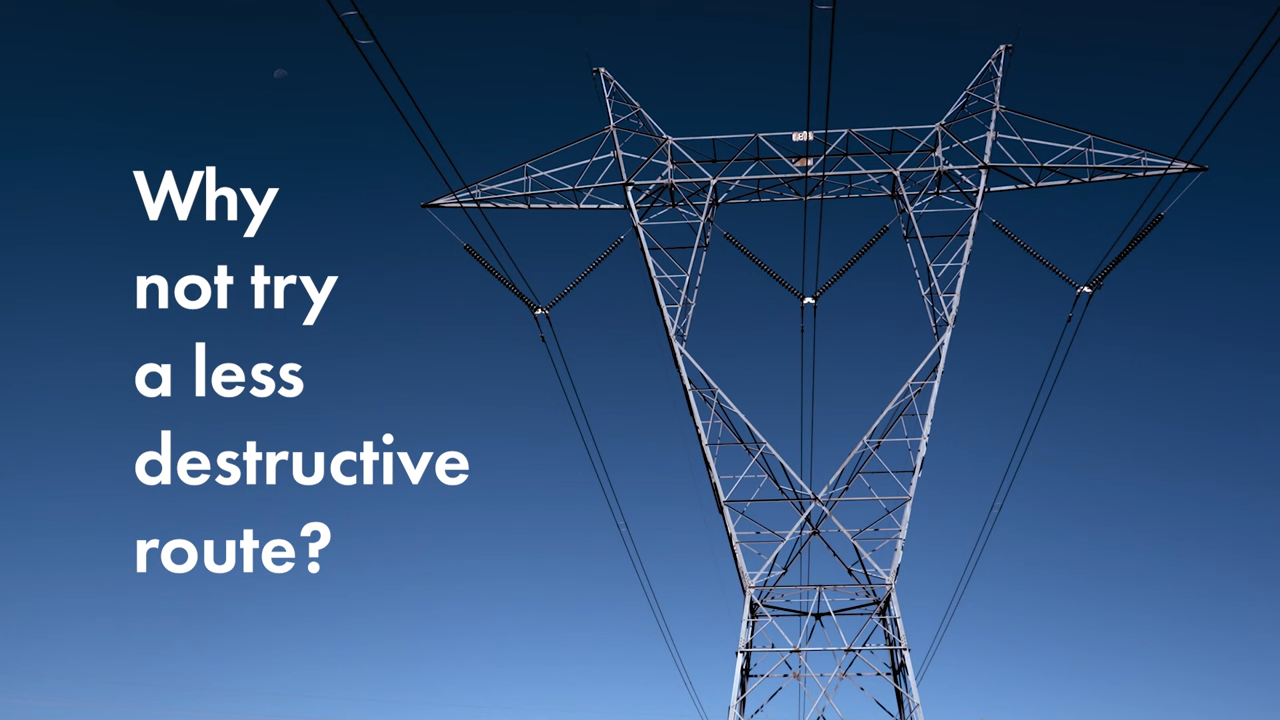 Why
not try
a less
destructive
route?